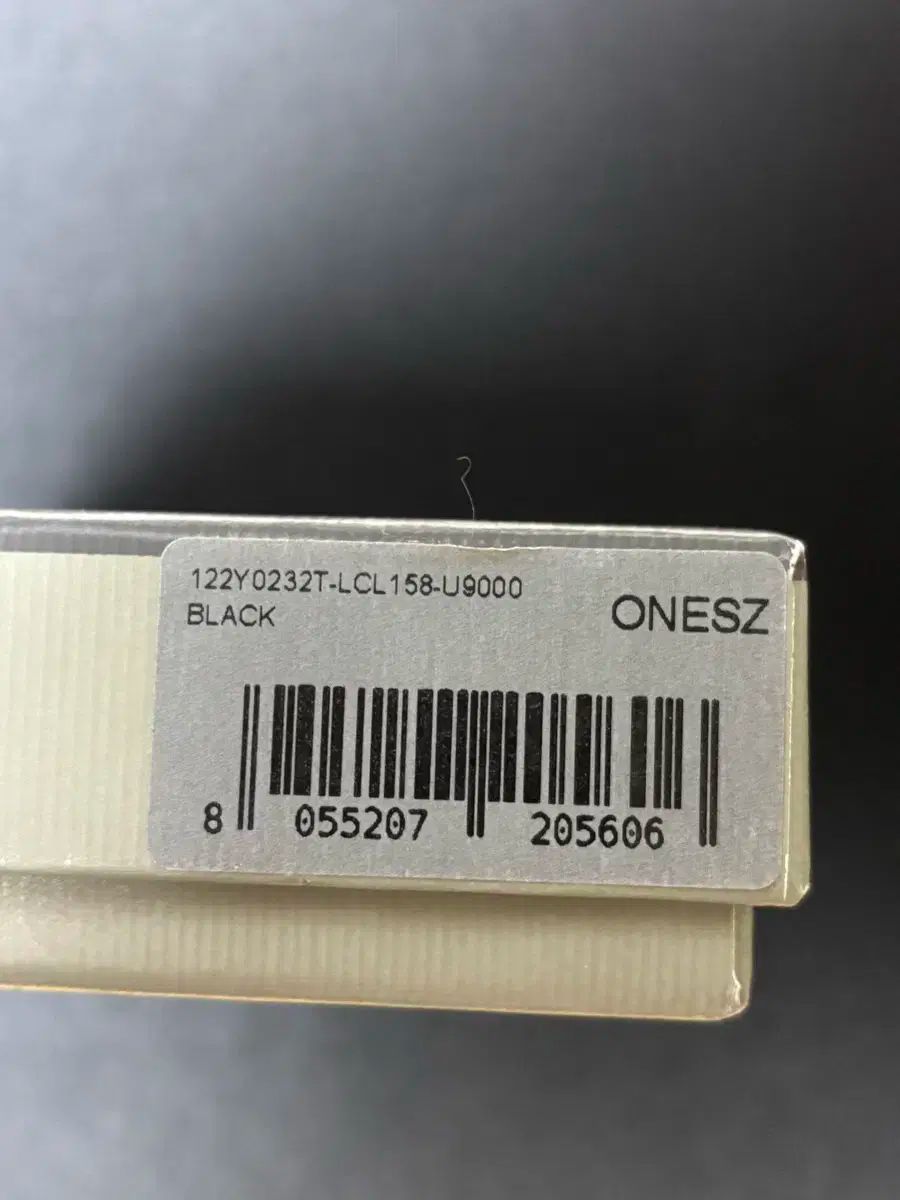 122Y0232T-LCL158-U9000
BLACK
ONESZ
8 055207 205606